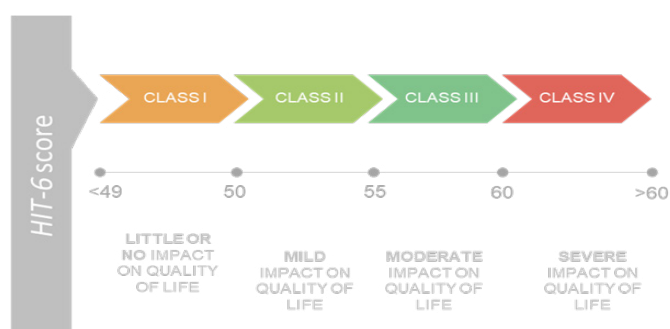 HIT-6 score
CLASS I
CLASS II
CLASS III
CLASS IV
<49
50
55
60
>60
LITTLE OR
NO IMPACT
ON QUALITY
OF LIFE
MILD
IMPACT ON
QUALITY OF
LIFE
MODERATE
IMPACT ON
QUALITY OF
LIFE
SEVERE
IMPACT ON
QUALITY OF
LIFE